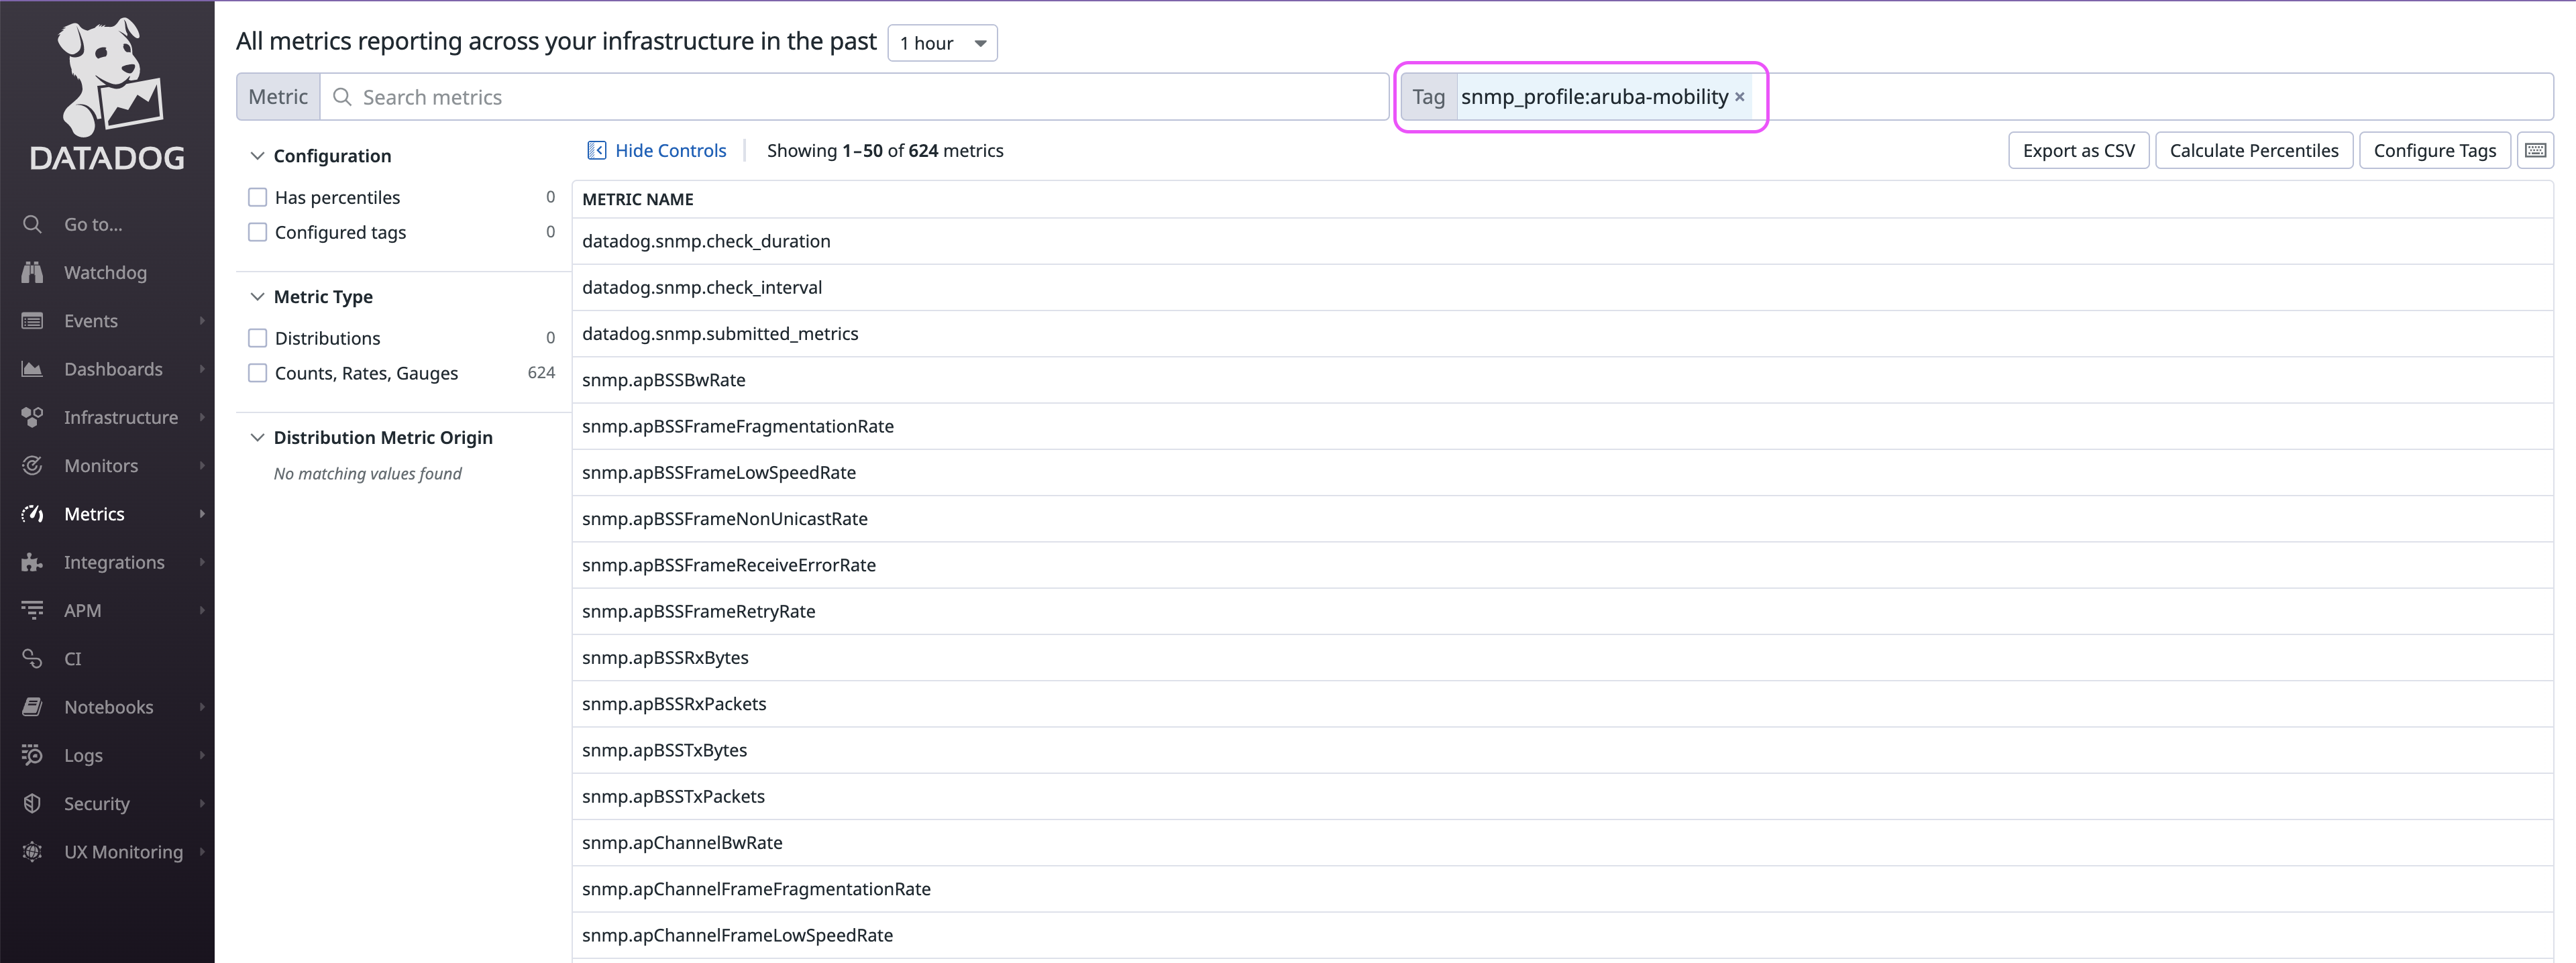 DATADOG
Go to...
Watchdog
Events
Dashboards
Infrastructure
Monitors
Metrics
Integrations
APM
CI
Notebooks
Logs
Security
UX Monitoring
All metrics reporting across your infrastructure in the past 1 hour
Metric Search metrics Tag snmp_profile:aruba-mobility ×
Configuration
Has percentiles 0
Configured tags 0
Metric Type
Distributions 0
Counts, Rates, Gauges 624
Distribution Metric Origin
No matching values found
Hide Controls Showing 1–50 of 624 metrics Export as CSV Calculate Percentiles Configure Tags
METRIC NAME
datadog.snmp.check_duration
datadog.snmp.check_interval
datadog.snmp.submitted_metrics
snmp.apBSSBwRate
snmp.apBSSFrameFragmentationRate
snmp.apBSSFrameLowSpeedRate
snmp.apBSSFrameNonUnicastRate
snmp.apBSSFrameReceiveErrorRate
snmp.apBSSFrameRetryRate
snmp.apBSSRxBytes
snmp.apBSSRxPackets
snmp.apBSSTxBytes
snmp.apBSSTxPackets
snmp.apChannelBwRate
snmp.apChannelFrameFragmentationRate
snmp.apChannelFrameLowSpeedRate